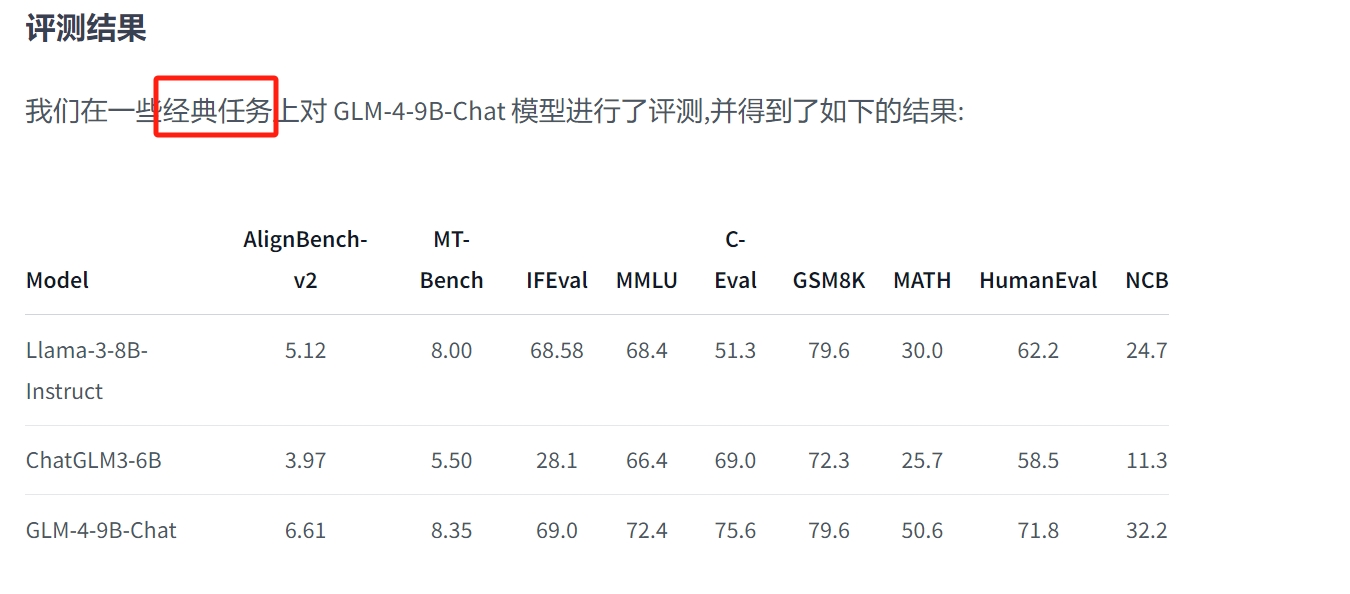 评测结果
我们在一些经典任务上对 GLM-4-9B-Chat 模型进行了评测,并得到了如下的结果:
AlignBench- MT- C-
Model v2 Bench IFEval MMLU Eval GSM8K MATH HumanEval NCB
Llama-3-8B- 5.12 8.00 68.58 68.4 51.3 79.6 30.0 62.2 24.7
Instruct
ChatGLM3-6B 3.97 5.50 28.1 66.4 69.0 72.3 25.7 58.5 11.3
GLM-4-9B-Chat 6.61 8.35 69.0 72.4 75.6 79.6 50.6 71.8 32.2